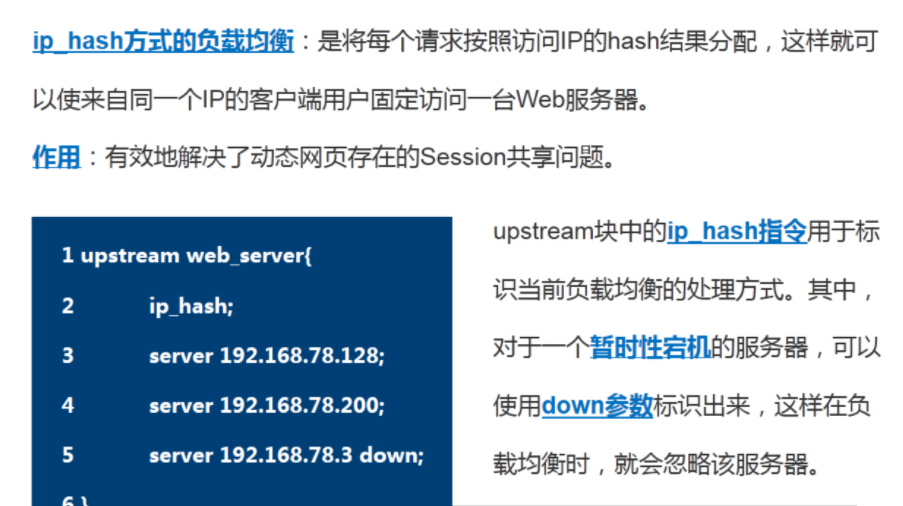 ip_hash方式的负载均衡：是将每个请求按照访问IP的hash结果分配，这样就可
以使来自同一个IP的客户端用户固定访问一台Web服务器。
作用：有效地解决了动态网页存在的Session共享问题。
1 upstream web_server{
2 ip_hash;
3 server 192.168.78.128;
4 server 192.168.78.200;
5 server 192.168.78.3 down;
6 }
upstream块中的ip_hash指令用于标
识当前负载均衡的处理方式。其中，
对于一个暂时性宕机的服务器，可以
使用down参数标识出来，这样在负
载均衡时，就会忽略该服务器。